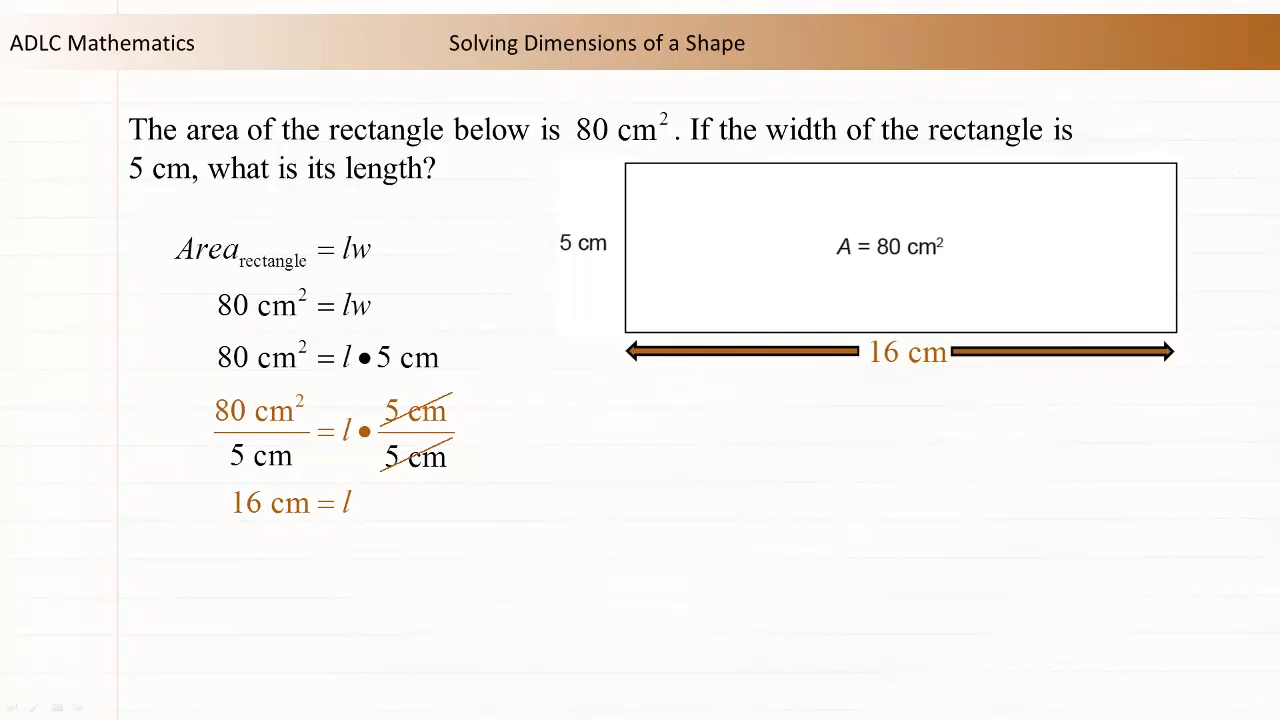 ADLC Mathematics
Solving Dimensions of a Shape
The area of the rectangle below is 80 cm². If the width of the rectangle is
5 cm, what is its length?
5 cm
A = 80 cm²
16 cm
Area rectangle = lw
80 cm² = lw
80 cm² = l • 5 cm
80 cm² / 5 cm = l • 5 cm / 5 cm
16 cm = l